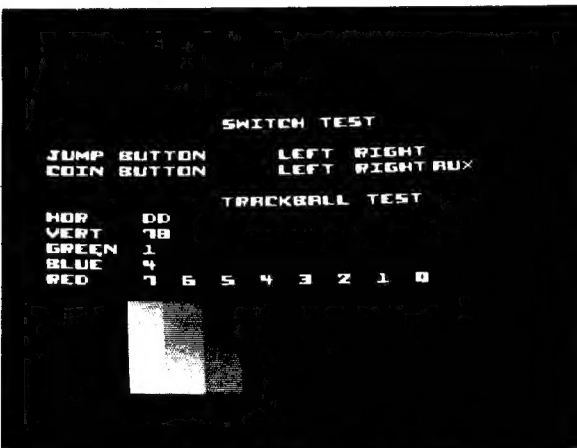 SWITCH TEST
JUMP BUTTON LEFT RIGHT
COIN BUTTON LEFT RIGHT AUX
TRACKBALL TEST
HOR DD
VERT 78
GREEN 1
BLUE 4
RED 7 6 5 4 3 2 1 0